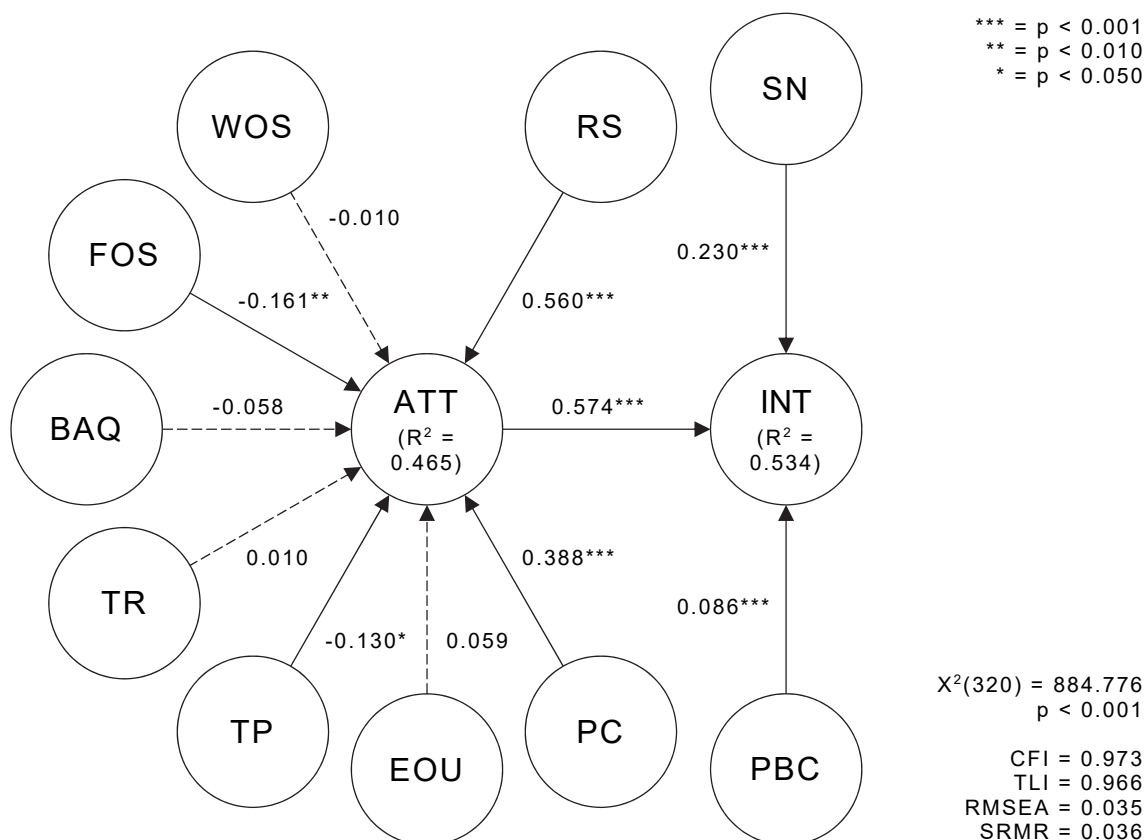 *** = p < 0.001
** = p < 0.010
* = p < 0.050
SN
WOS
RS
-0.010
FOS
0.230***
-0.161**
0.560***
BAQ
-0.058
ATT
(R² =
0.465)
0.574***
INT
(R² =
0.534)
TR
0.010
0.388***
0.086***
-0.130*
0.059
TP
EOU
PC
PBC
X²(320) = 884.776
p < 0.001
CFI = 0.973
TLI = 0.966
RMSEA = 0.035
SRMR = 0.036